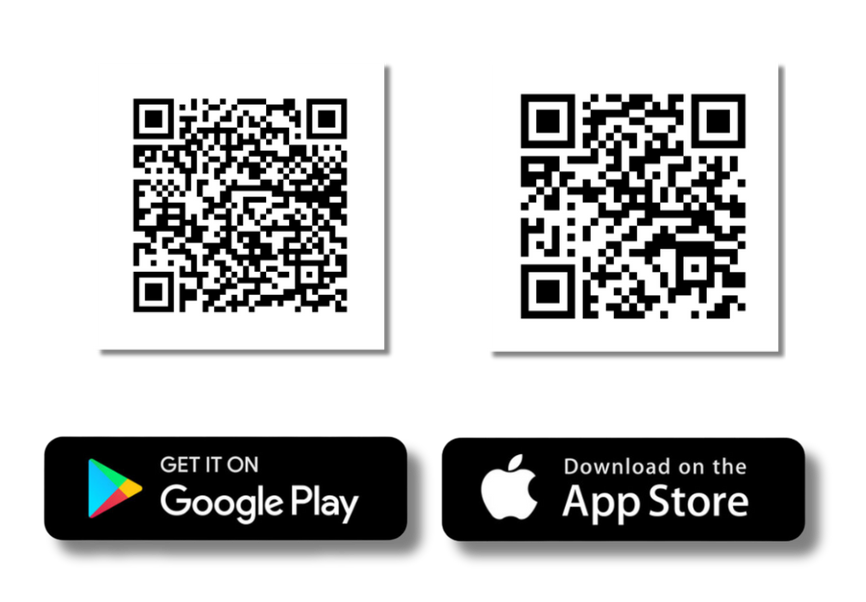 GET IT ON
Google Play
Download on the
App Store